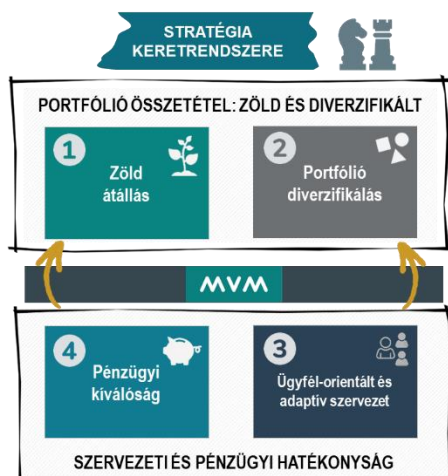 STRATÉGIA
KERETRENDSZERE
PORTFÓLIÓ ÖSSZETÉTEL: ZÖLD ÉS DIVERZIFIKÁLT
1
Zöld
átállás
2
Portfólió
diverzifikálás
MVM
4
Pénzügyi
kiválóság
3
Ügyfél-orientált és
adaptív szervezet
SZERVEZETI ÉS PÉNZÜGYI HATÉKONYSÁG